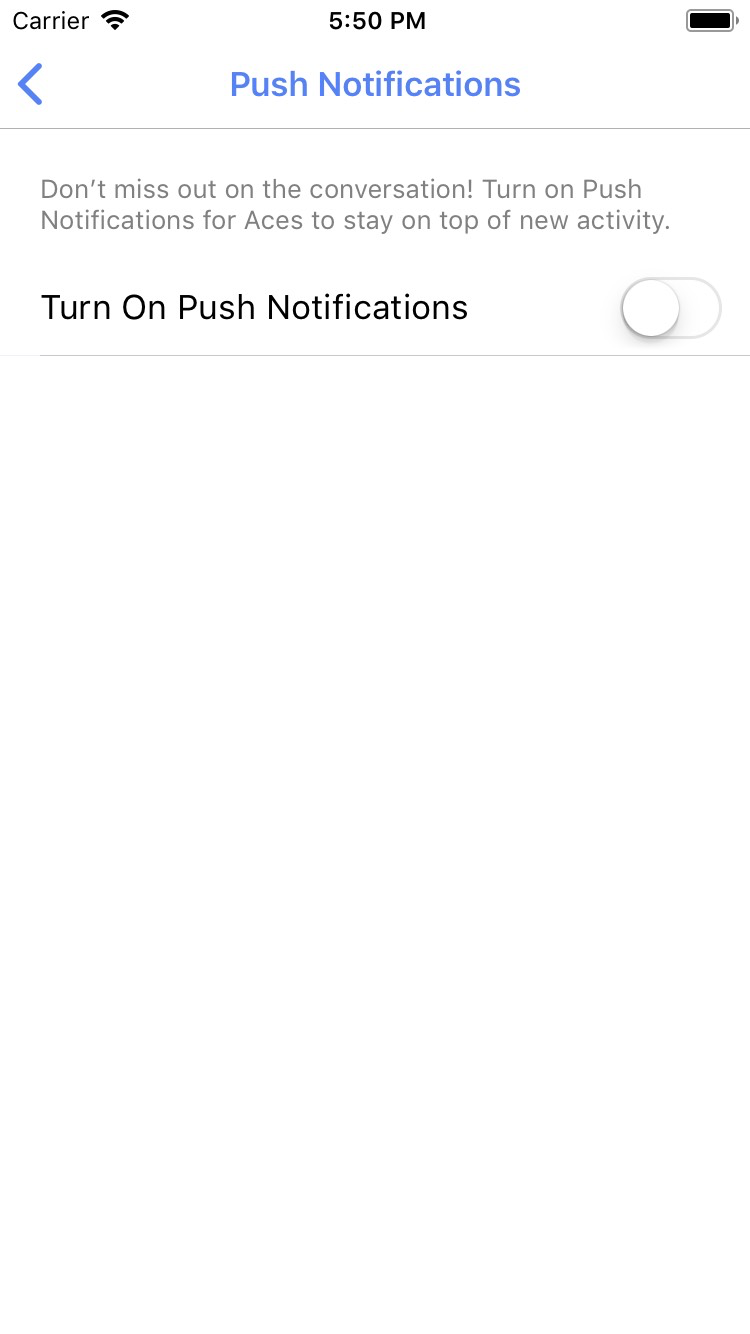 Carrier 5:50 PM
Push Notifications
Don’t miss out on the conversation! Turn on Push
Notifications for Aces to stay on top of new activity.
Turn On Push Notifications